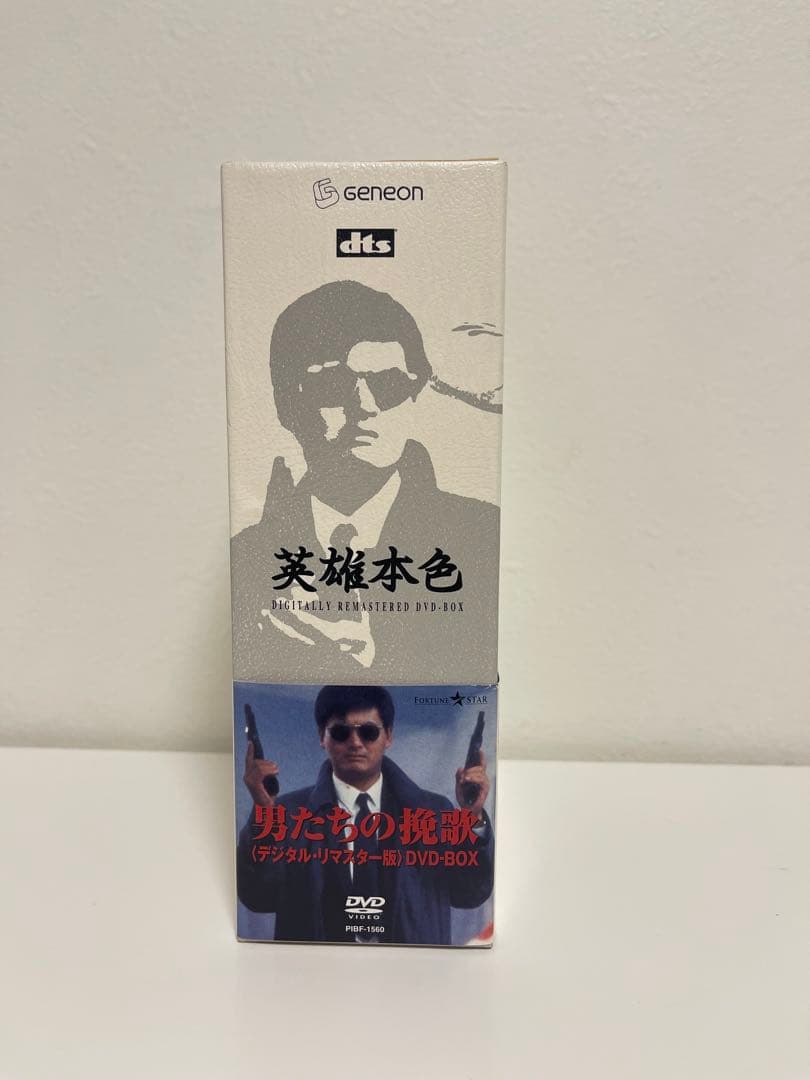 Geneon
dts
英雄本色
DIGITALLY REMASTERED DVD-BOX
FORTUNE STAR
男たちの挽歌
〈デジタル・リマスター版〉DVD-BOX
DVD
VIDEO
PIBF-1560